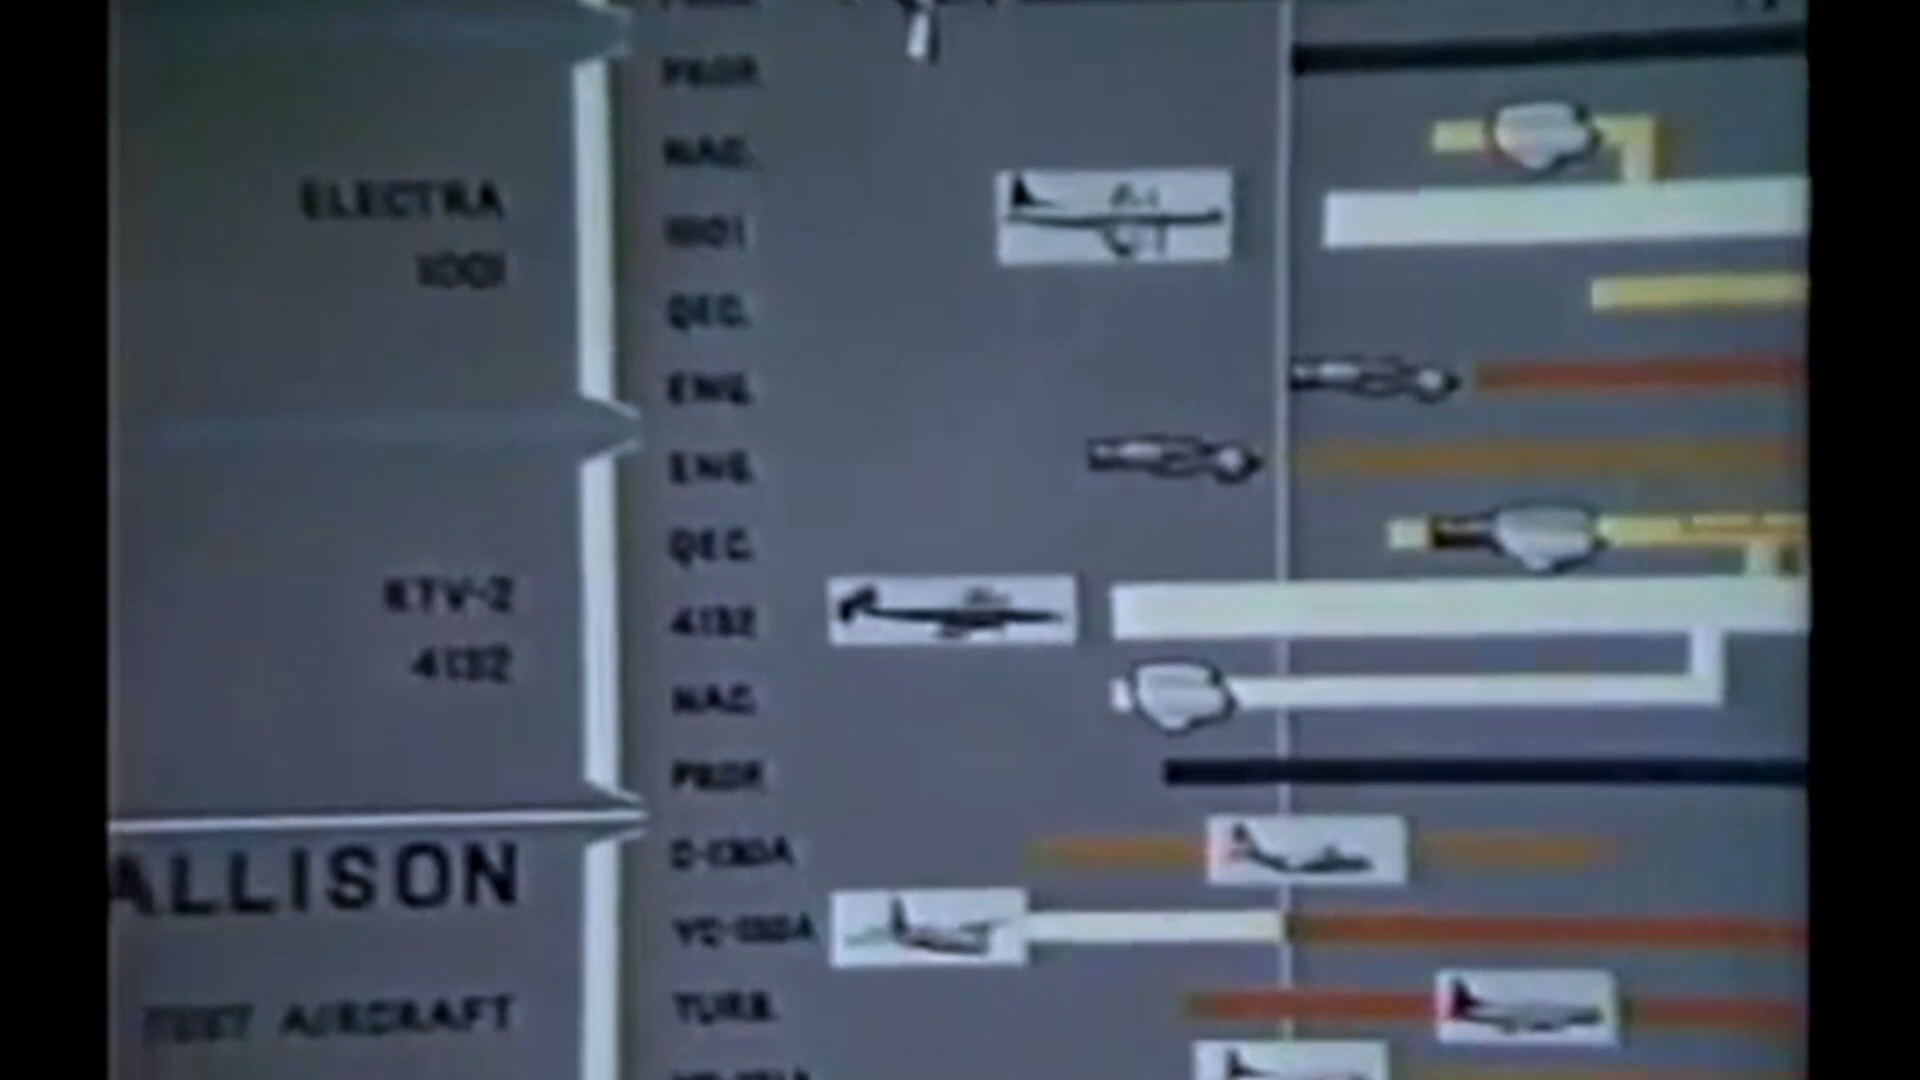 PROP.
NAC.
ELECTRA
1001
1001
QEC.
ENG.
ENG.
QEC.
R7V-2
4132
4132
NAC.
PROP.
ALLISON
C-130A
YC-130A
TEST AIRCRAFT
TURB.